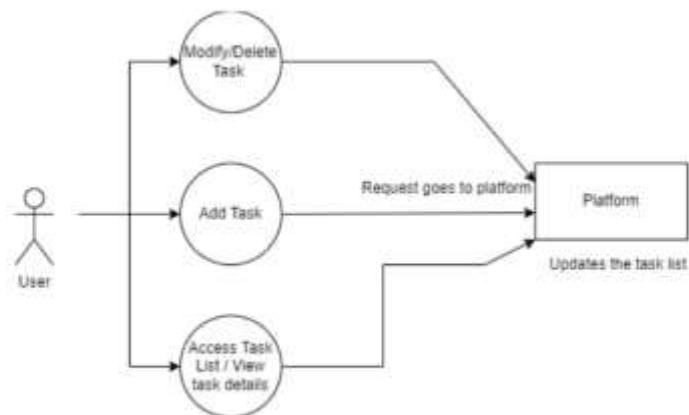 Modify/Delete
Task
Request goes to platform
Platform
Add Task
User
Updates the task list
Access Task
List / View
task details